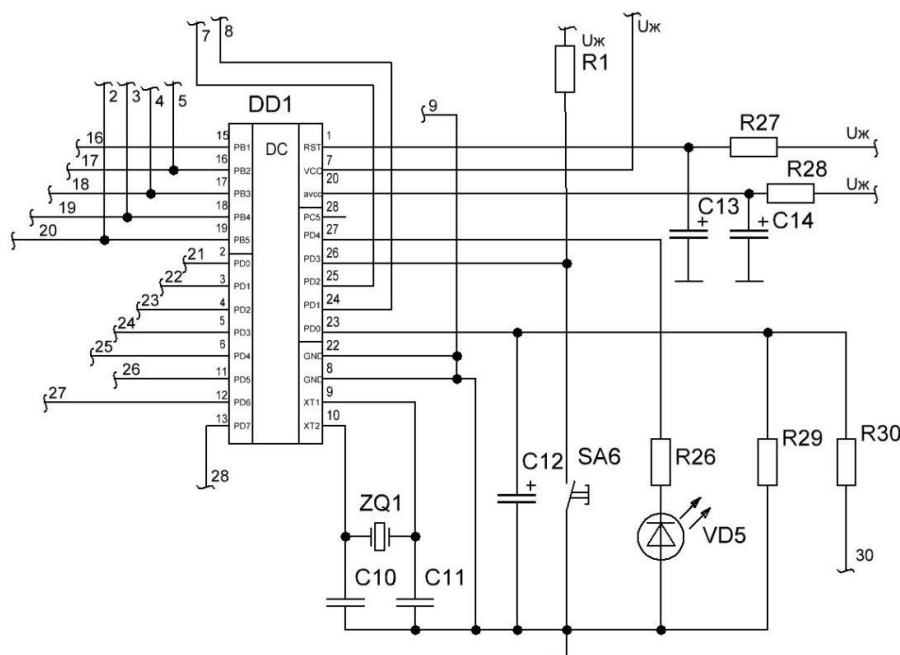 7
8
Uж
Uж
R1
2
3
4
5
9
DD1
DC
16
15
PB1
17
16
PB2
18
17
PB3
19
18
PB4
20
19
PB5
21
2
PD0
22
3
PD1
23
4
PD2
24
5
PD3
25
6
PD4
26
11
PD5
27
12
PD6
13
PD7
28
RST
1
VCC
7
avcc
20
PC5
28
PD4
27
PD3
26
PD2
25
PD1
24
PD0
23
GND
22
GND
8
XT1
9
XT2
10
R27
Uж
R28
Uж
C13
+
C14
+
C12
+
SA6
R26
R29
R30
ZQ1
VD5
30
C10
C11